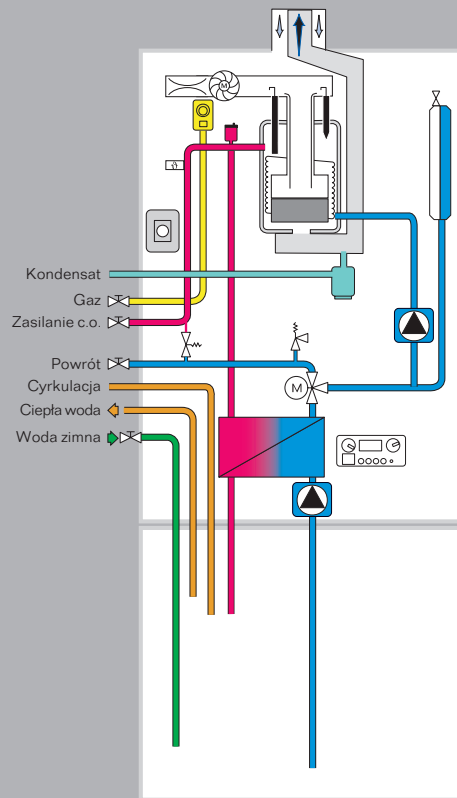 M
Kondensat
Gaz
Zasilanie c.o.
Powrót
M
Cyrkulacja
Ciepła woda
Woda zimna